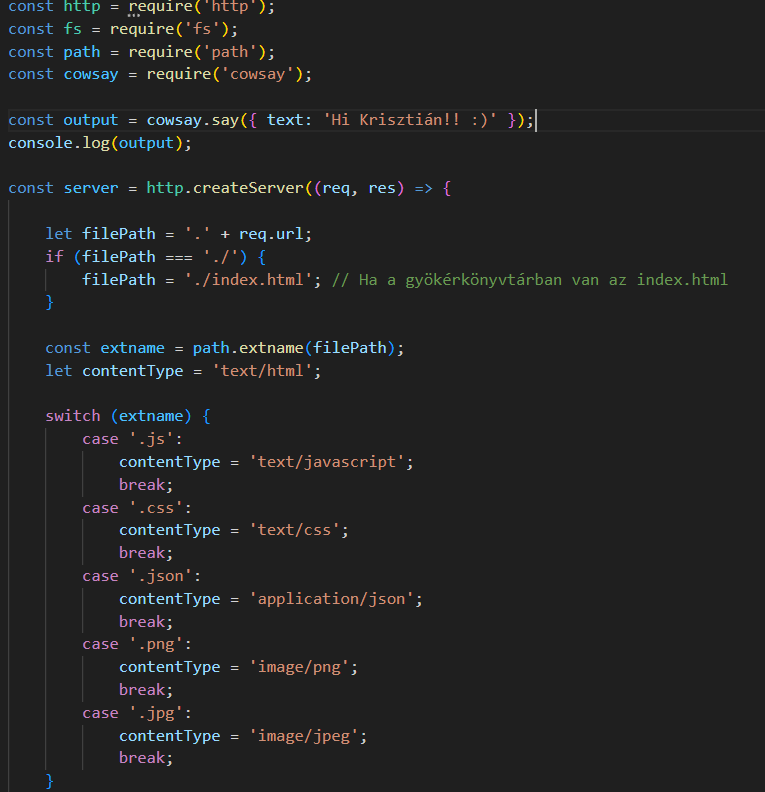 const http = require('http');
const fs = require('fs');
const path = require('path');
const cowsay = require('cowsay');
const output = cowsay.say({ text: 'Hi Krisztián!! :)' });
console.log(output);
const server = http.createServer((req, res) => {
let filePath = '.' + req.url;
if (filePath === './') {
filePath = './index.html'; // Ha a gyökérkönyvtárban van az index.html
}
const extname = path.extname(filePath);
let contentType = 'text/html';
switch (extname) {
case '.js':
contentType = 'text/javascript';
break;
case '.css':
contentType = 'text/css';
break;
case '.json':
contentType = 'application/json';
break;
case '.png':
contentType = 'image/png';
break;
case '.jpg':
contentType = 'image/jpeg';
break;
}